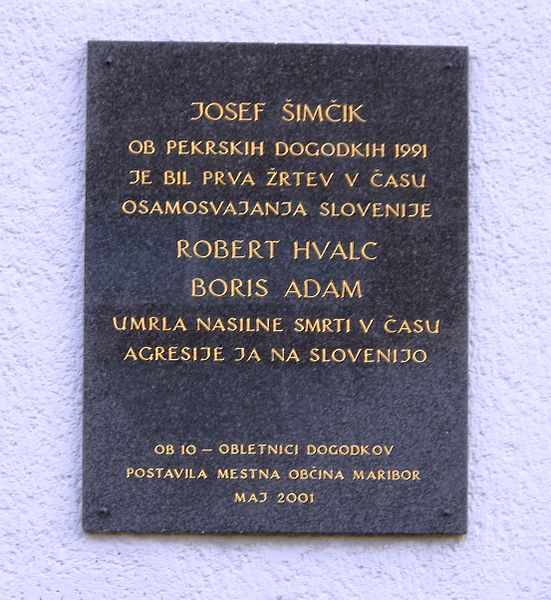 JOSEF ŠIMČIK
OB PEKRSKIH DOGODKIH 1991
JE BIL PRVA ŽRTEV V ČASU
OSAMOSVAJANJA SLOVENIJE
ROBERT HVALC
BORIS ADAM
UMRLA NASILNE SMRTI V ČASU
AGRESIJE JA NA SLOVENIJO
OB 10 – OBLETNICI DOGODKOV
POSTAVILA MESTNA OBČINA MARIBOR
MAJ 2001